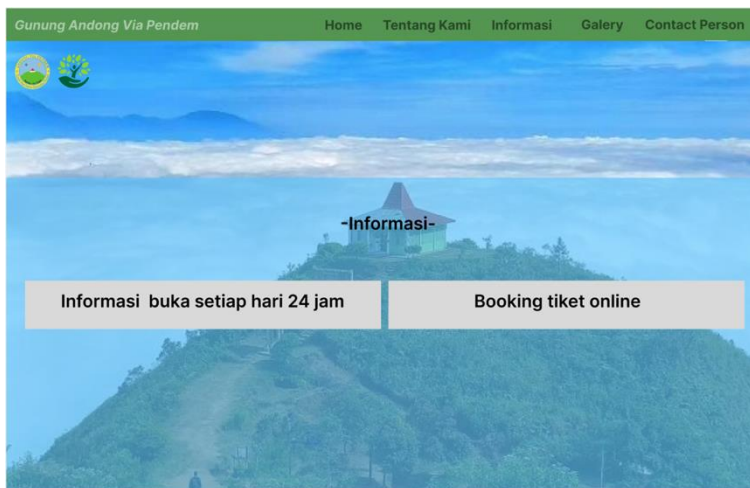 Gunung Andong Via Pendem Home Tentang Kami Informasi Galery Contact Person
-Informasi-
Informasi buka setiap hari 24 jam
Booking tiket online